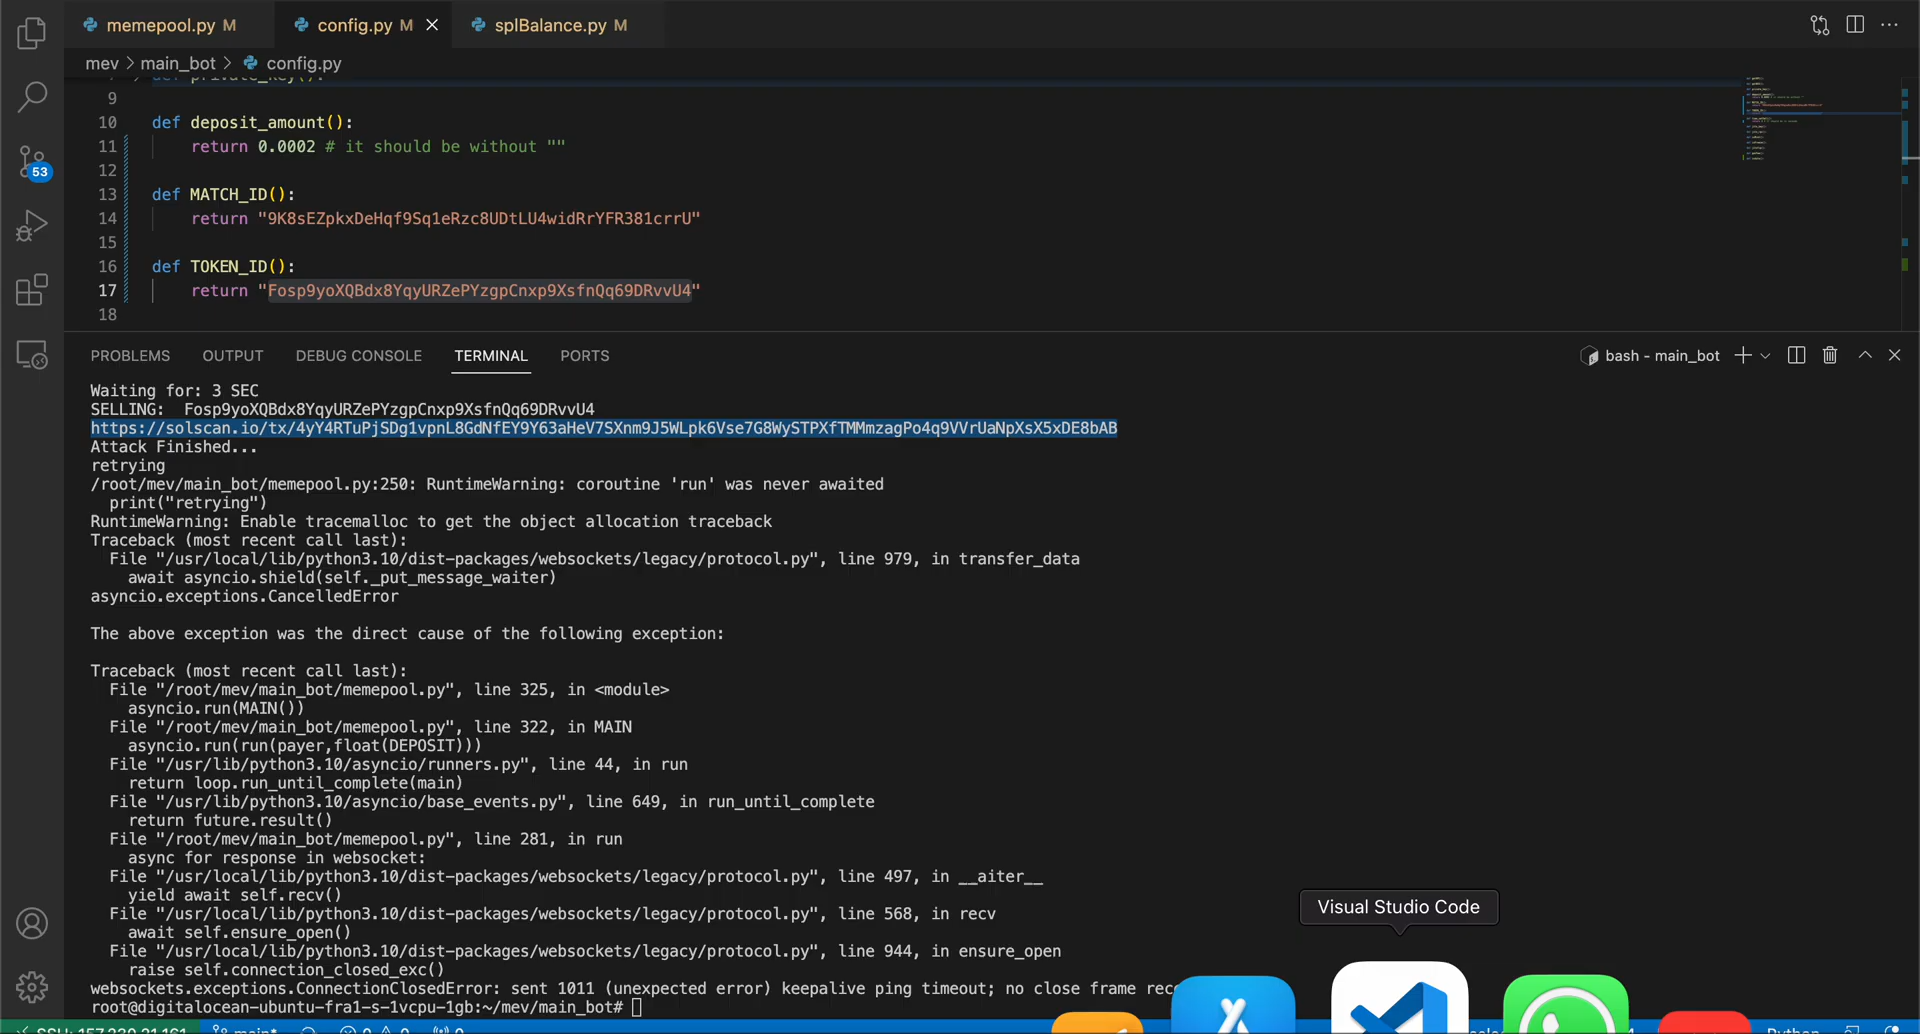 memepool.py M
config.py M
splBalance.py M
mev > main_bot > config.py
9
10 def deposit_amount():
11 return 0.0002 # it should be without ""
12
13 def MATCH_ID():
14 return "9K8sEZpkxDeHqf9Sq1eRzc8UDtLU4widRrYFR381crrU"
15
16 def TOKEN_ID():
17 return "Fosp9yoXQBdx8YqyURZePYzgpCnxp9XsfnQq69DRvvU4"
18
53
PROBLEMS OUTPUT DEBUG CONSOLE TERMINAL PORTS
bash - main_bot
Waiting for: 3 SEC
SELLING: Fosp9yoXQBdx8YqyURZePYzgpCnxp9XsfnQq69DRvvU4
https://solscan.io/tx/4yY4RTuPjSDg1vpnL8GdNfEY9Y63aHeV7SXnm9J5WLpk6Vse7G8WySTPXfTMMmzagPo4q9VVrUaNpXsX5xDE8bAB
Attack Finished...
retrying
/root/mev/main_bot/memepool.py:250: RuntimeWarning: coroutine 'run' was never awaited
print("retrying")
RuntimeWarning: Enable tracemalloc to get the object allocation traceback
Traceback (most recent call last):
File "/usr/local/lib/python3.10/dist-packages/websockets/legacy/protocol.py", line 979, in transfer_data
await asyncio.shield(self._put_message_waiter)
asyncio.exceptions.CancelledError
The above exception was the direct cause of the following exception:
Traceback (most recent call last):
File "/root/mev/main_bot/memepool.py", line 325, in <module>
asyncio.run(MAIN())
File "/root/mev/main_bot/memepool.py", line 322, in MAIN
asyncio.run(run(payer,float(DEPOSIT)))
File "/usr/lib/python3.10/asyncio/runners.py", line 44, in run
return loop.run_until_complete(main)
File "/usr/lib/python3.10/asyncio/base_events.py", line 649, in run_until_complete
return future.result()
File "/root/mev/main_bot/memepool.py", line 281, in run
async for response in websocket:
File "/usr/local/lib/python3.10/dist-packages/websockets/legacy/protocol.py", line 497, in __aiter__
yield await self.recv()
File "/usr/local/lib/python3.10/dist-packages/websockets/legacy/protocol.py", line 568, in recv
await self.ensure_open()
File "/usr/local/lib/python3.10/dist-packages/websockets/legacy/protocol.py", line 944, in ensure_open
raise self.connection_closed_exc()
websockets.exceptions.ConnectionClosedError: sent 1011 (unexpected error) keepalive ping timeout; no close frame rec
root@digitalocean-ubuntu-fra1-s-1vcpu-1gb:~/mev/main_bot#
Visual Studio Code